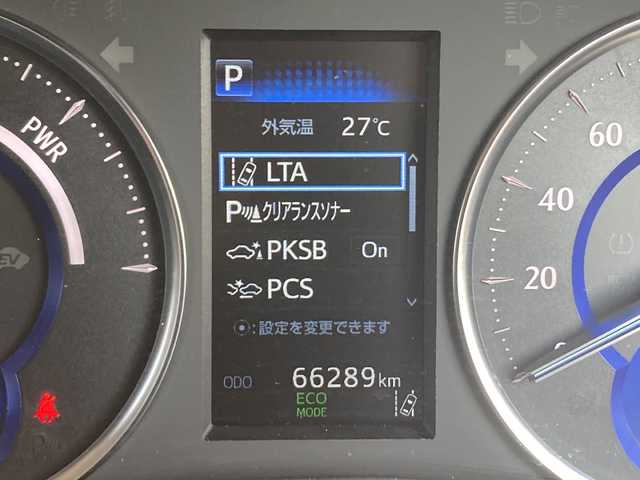 P
外気温 27℃
PWR
LTA
P クリアランスソナー
PKSB On
PCS
:設定を変更できます
ODO 66289km
ECO
MODE
EV
60
40
20